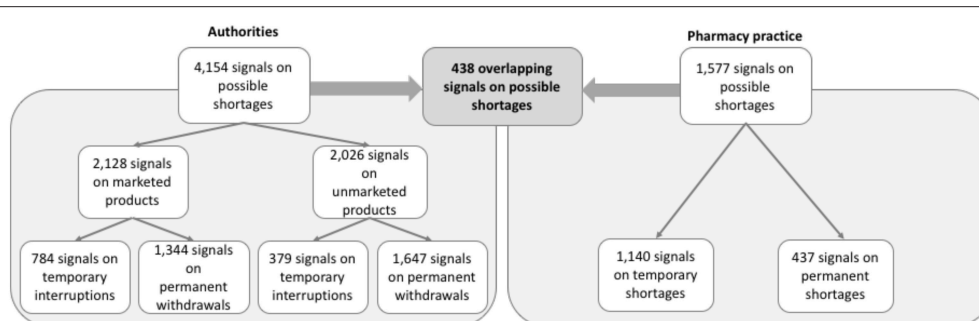 Authorities
4,154 signals on
possible
shortages
438 overlapping
signals on possible
shortages
Pharmacy practice
1,577 signals on
possible
shortages
2,128 signals
on marketed
products
2,026 signals
on
unmarketed
products
784 signals on
temporary
interruptions
1,344 signals
on
permanent
withdrawals
379 signals on
temporary
interruptions
1,647 signals
on permanent
withdrawals
1,140 signals
on temporary
shortages
437 signals on
permanent
shortages